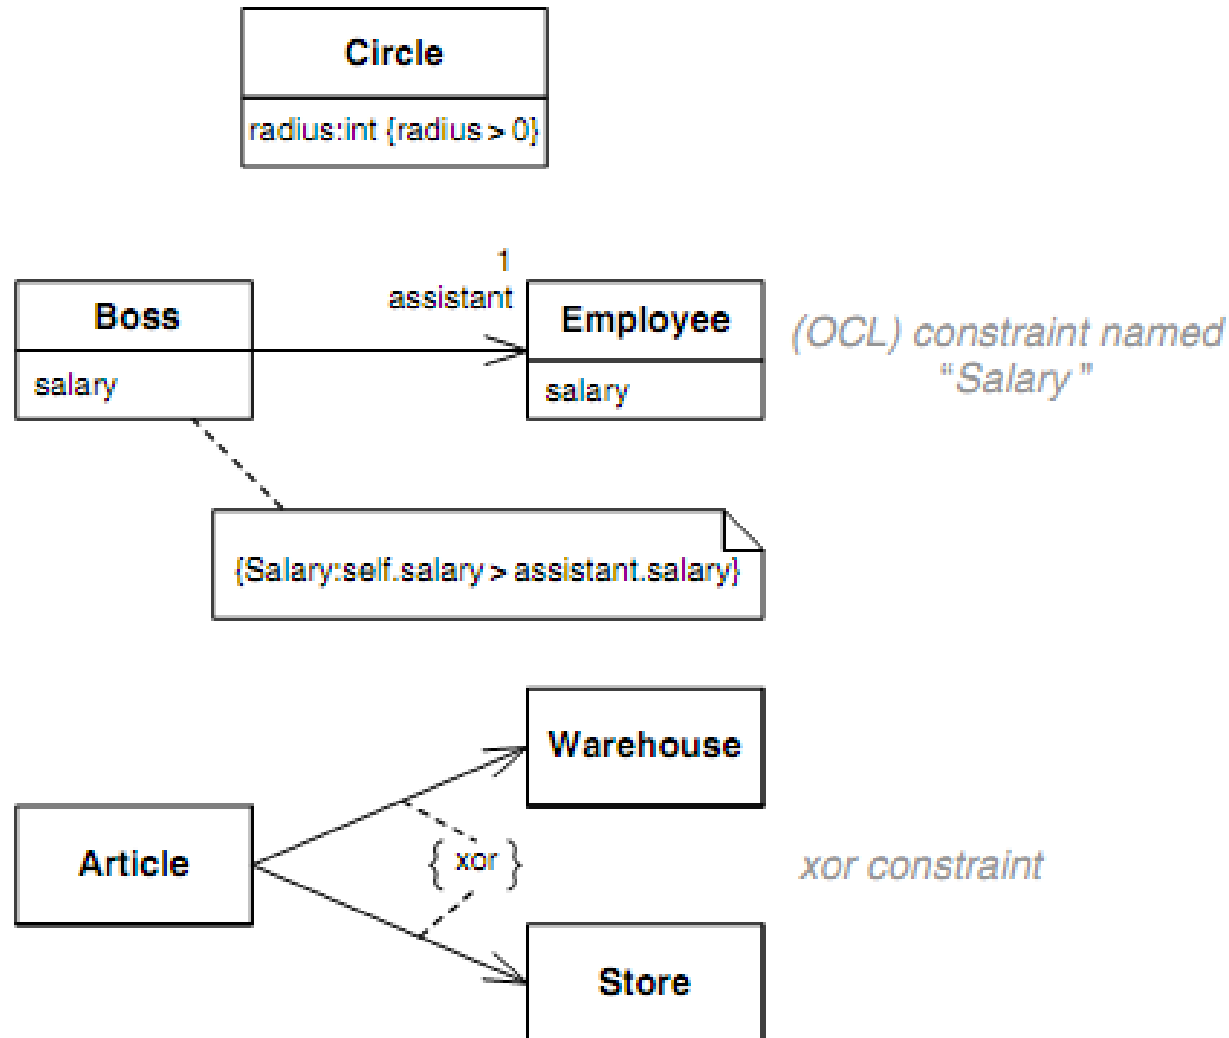 Circle
radius:int {radius > 0}
1
assistant
Boss
Employee
salary
salary
(OCL) constraint named
“Salary”
{Salary:self.salary > assistant.salary}
Warehouse
Article
{ xor }
xor constraint
Store